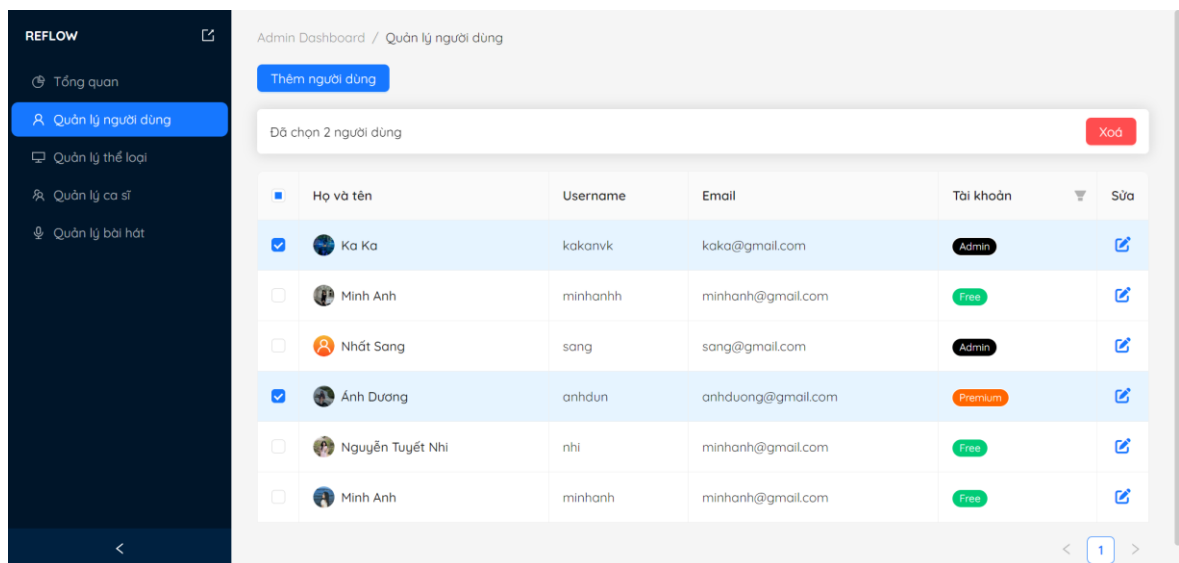 REFLOW
Tổng quan
Quản lý người dùng
Quản lý thể loại
Quản lý ca sĩ
Quản lý bài hát
Admin Dashboard / Quản lý người dùng
Thêm người dùng
Đã chọn 2 người dùng
Xoá
Họ và tên Username Email Tài khoản Sửa
Ka Ka kakanvk kaka@gmail.com Admin
Minh Anh minhanhh minhanh@gmail.com Free
Nhất Sang sang sang@gmail.com Admin
Ánh Dương anhdun anhduong@gmail.com Premium
Nguyễn Tuyết Nhi nhi minhanh@gmail.com Free
Minh Anh minhanh minhanh@gmail.com Free
< 1 >